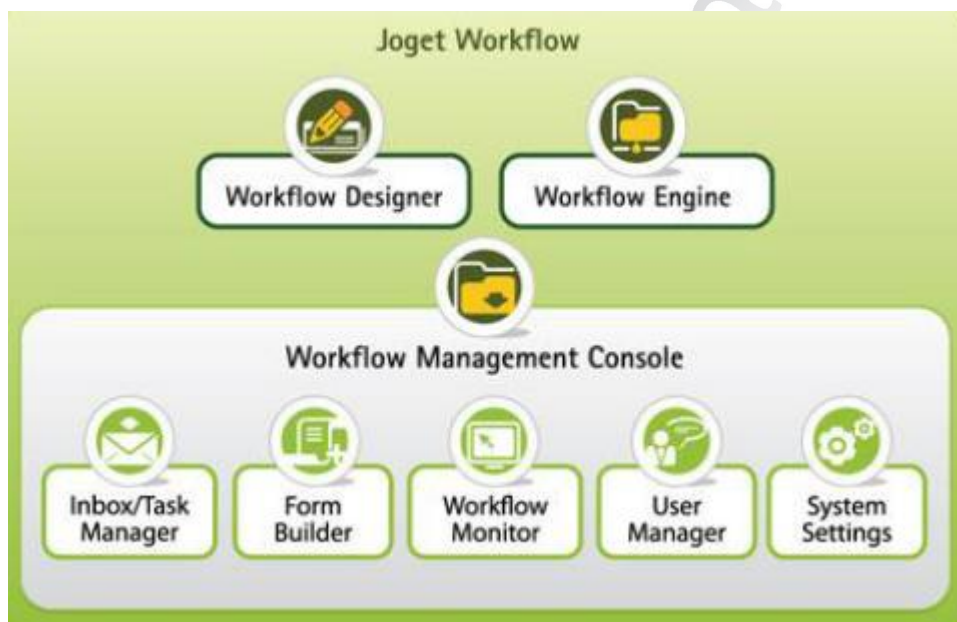 Joget Workflow
Workflow Designer
Workflow Engine
Workflow Management Console
Inbox/Task
Manager
Form
Builder
Workflow
Monitor
User
Manager
System
Settings